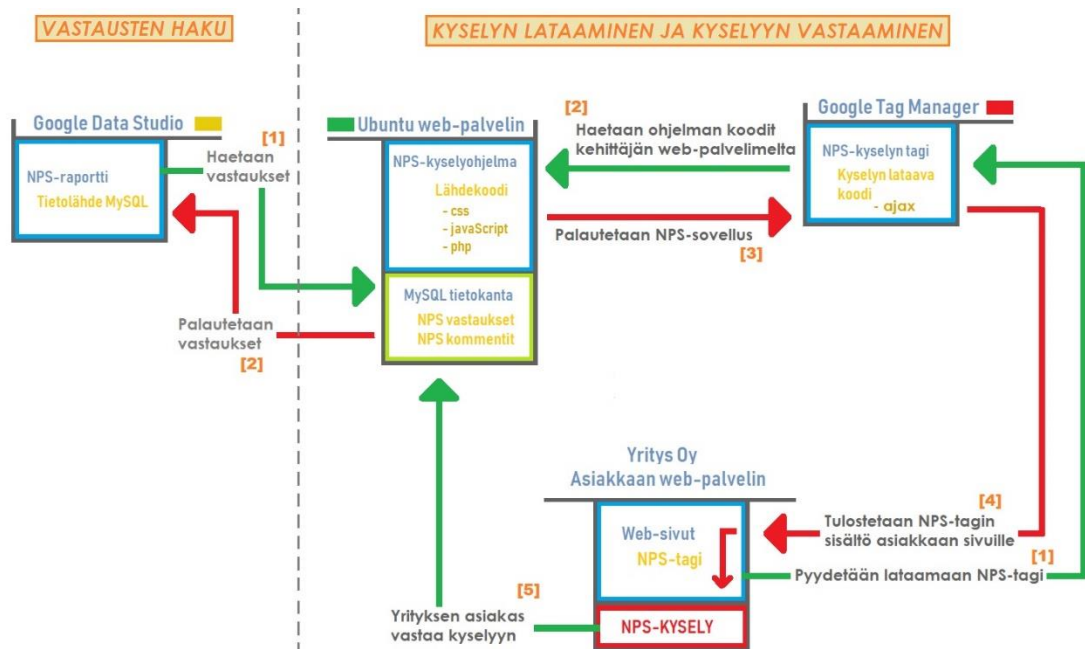 VASTAUSTEN HAKU
KYSELYN LATAAMINEN JA KYSELYYN VASTAAMINEN
Google Data Studio
[1]
Haetaan
vastaukset
NPS-raportti
Tietolähde MySQL
Palautetaan
vastaukset
[2]
Ubuntu web-palvelin
NPS-kyselyohjelma
Lähdekoodi
- css
- javaScript
- php
MySQL tietokanta
NPS vastaukset
NPS kommentit
[2]
Haetaan ohjelman koodit
kehittäjän web-palvelimelta
Palautetaan NPS-sovellus
[3]
Google Tag Manager
NPS-kyselyn tagi
Kyselyn lataava
koodi
- ajax
Yritys Oy
Asiakkaan web-palvelin
Web-sivut
NPS-tagi
NPS-KYSELY
[4]
Tulostetaan NPS-tagin
sisältö asiakkaan sivuille
[1]
Pyydetään lataamaan NPS-tagi
[5]
Yrityksen asiakas
vastaa kyselyyn